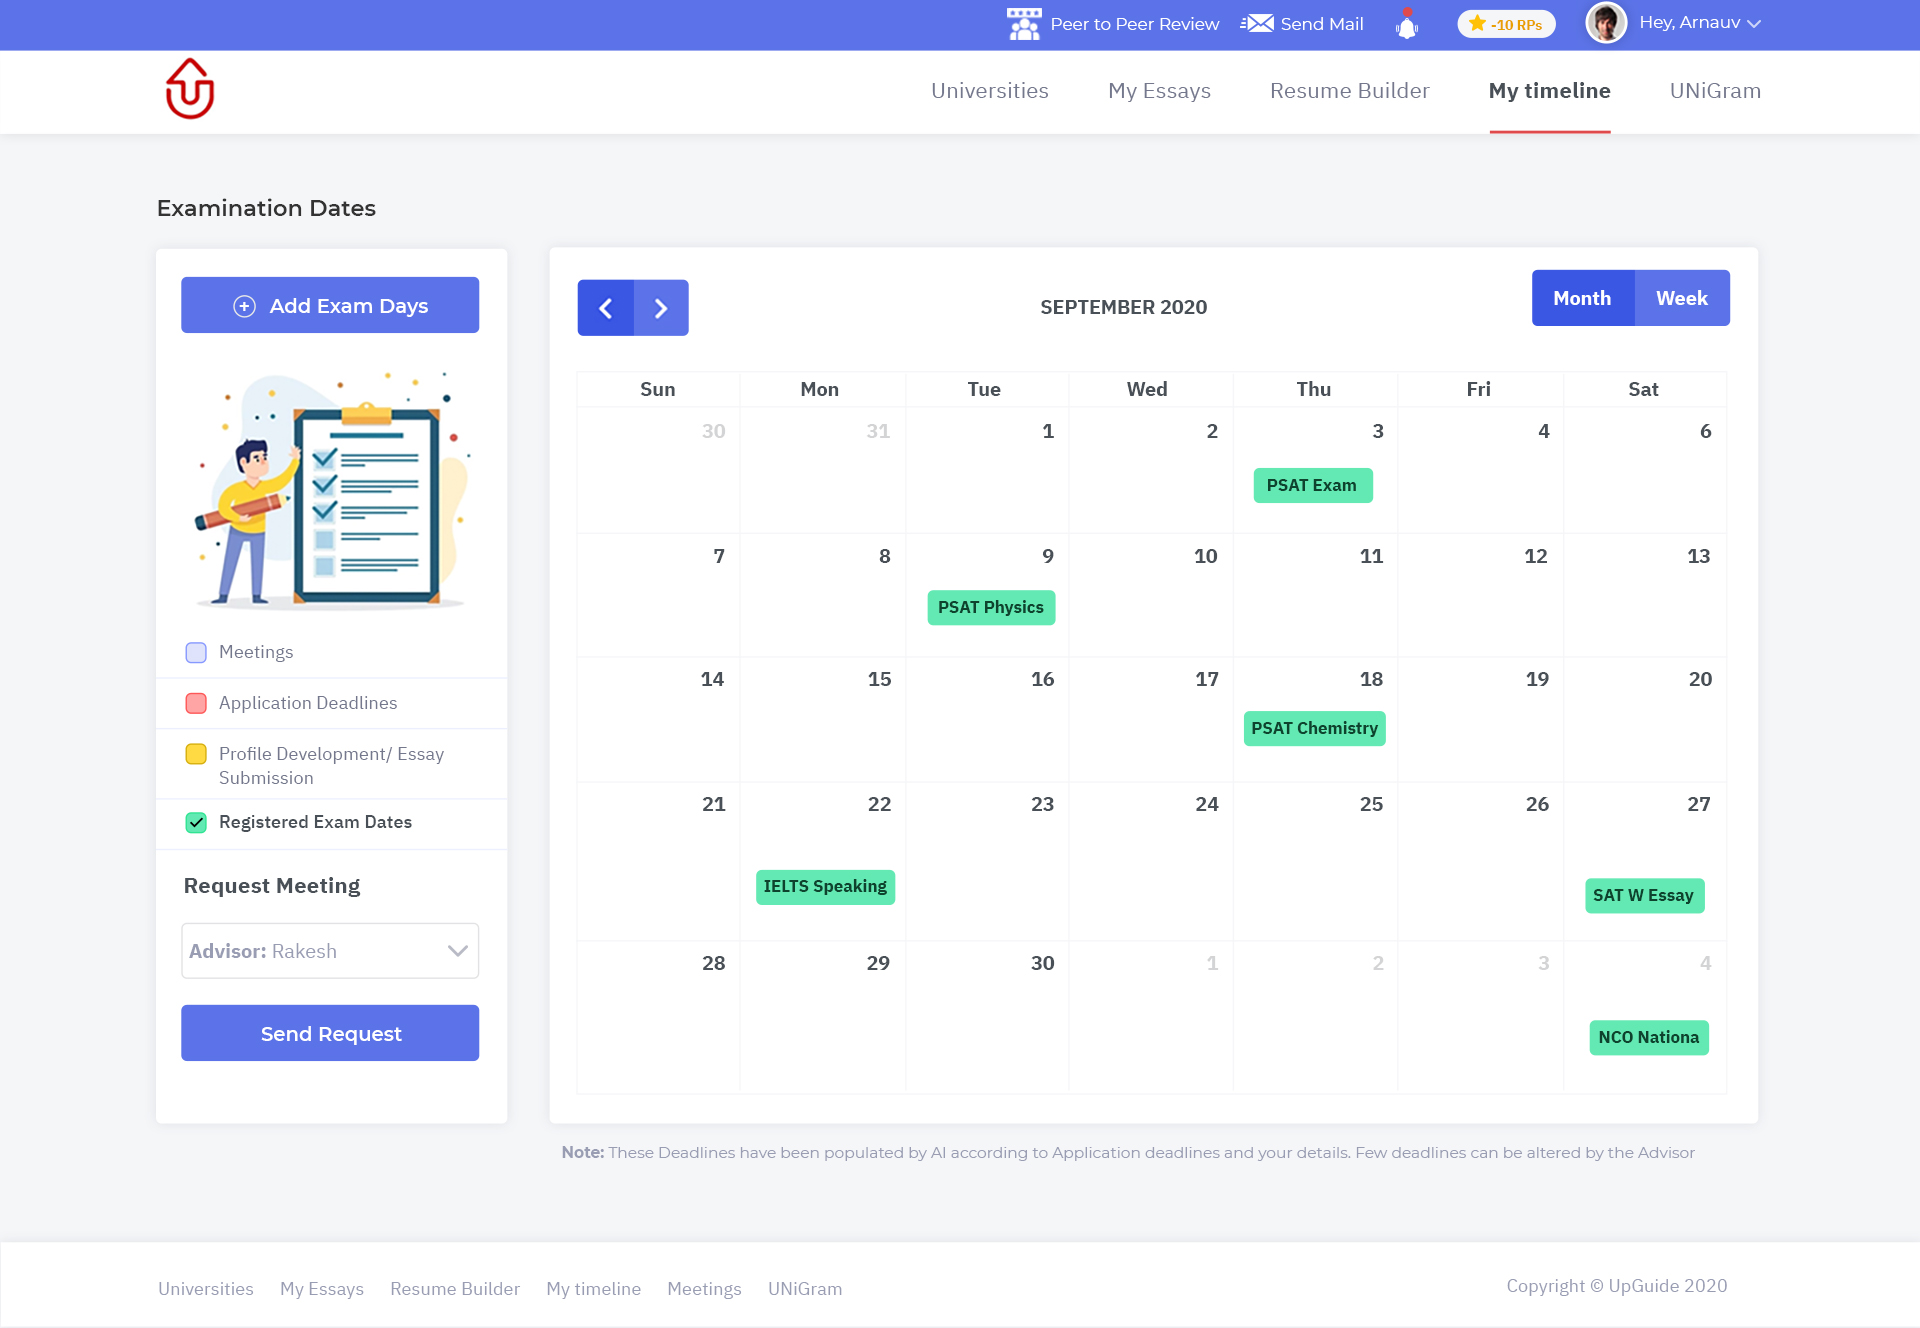 Peer to Peer Review
Send Mail
-10 RPs
Hey, Arnauv
Universities
My Essays
Resume Builder
My timeline
UNiGram
Examination Dates
Add Exam Days
Meetings
Application Deadlines
Profile Development/ Essay
Submission
Registered Exam Dates
Request Meeting
Advisor: Rakesh
Send Request
SEPTEMBER 2020
Month
Week
Sun Mon Tue Wed Thu Fri Sat
30 31 1 2 3 4 6
PSAT Exam
7 8 9 10 11 12 13
PSAT Physics
14 15 16 17 18 19 20
PSAT Chemistry
21 22 23 24 25 26 27
IELTS Speaking
SAT W Essay
28 29 30 1 2 3 4
NCO Nationa
Note: These Deadlines have been populated by AI according to Application deadlines and your details. Few deadlines can be altered by the Advisor
Universities My Essays Resume Builder My timeline Meetings UNiGram
Copyright © UpGuide 2020